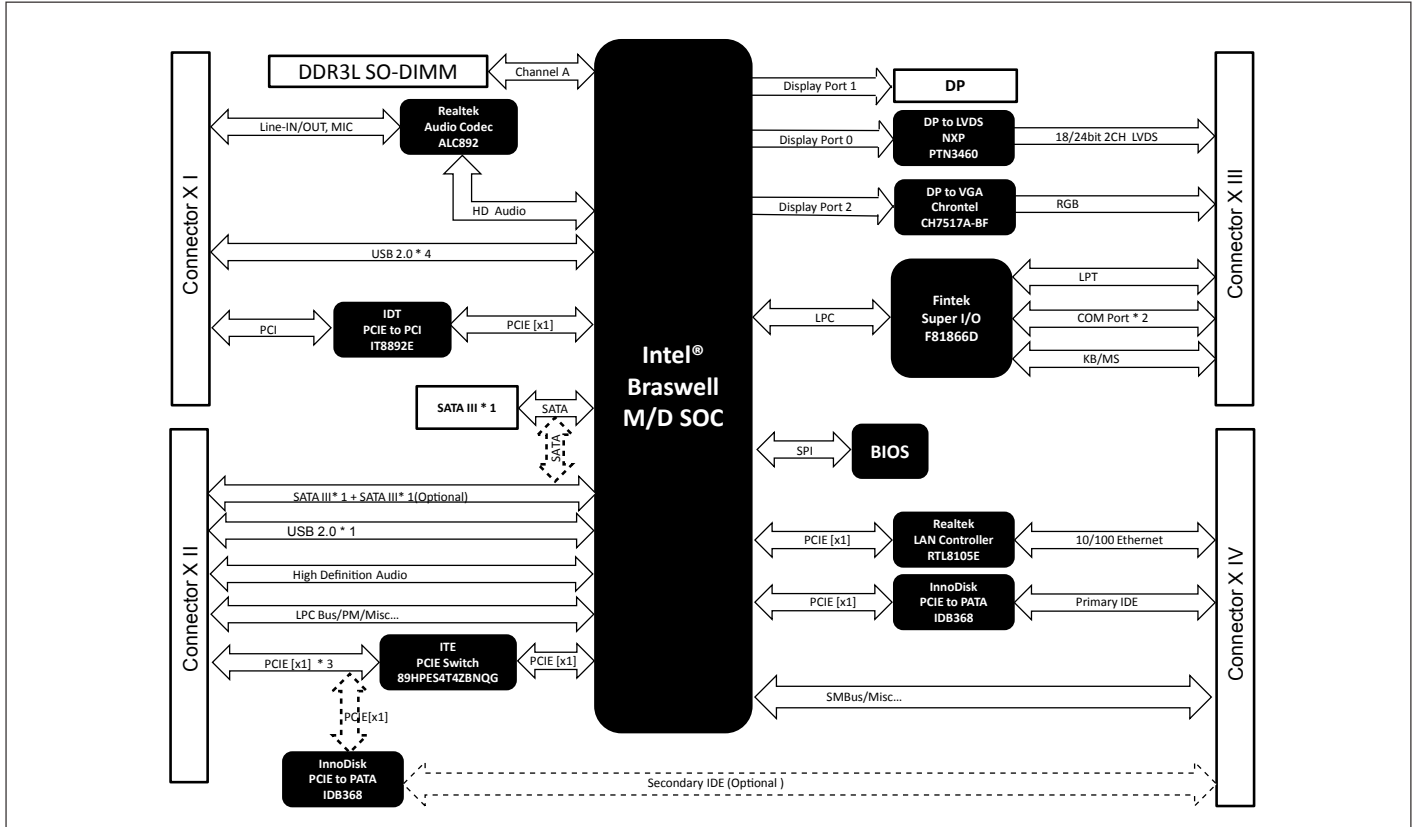 Connector X I
DDR3L SO-DIMM
Channel A
Line-IN/OUT, MIC
Realtek
Audio Codec
ALC892
HD Audio
USB 2.0 * 4
PCI
IDT
PCIE to PCI
IT8892E
PCIE [x1]
SATA III * 1
SATA
SATA
Connector X II
SATA III* 1 + SATA III* 1(Optional)
USB 2.0 * 1
High Definition Audio
LPC Bus/PM/Misc...
PCIE [x1] * 3
ITE
PCIE Switch
89HPES4T4ZBNQG
PCIE [x1]
PCIE[x1]
InnoDisk
PCIE to PATA
IDB368
Intel®
Braswell
M/D SOC
Display Port 1
DP
Display Port 0
DP to LVDS
NXP
PTN3460
18/24bit 2CH LVDS
Display Port 2
DP to VGA
Chrontel
CH7517A-BF
RGB
LPC
Fintek
Super I/O
F81866D
LPT
COM Port * 2
KB/MS
Connector X III
SPI
BIOS
PCIE [x1]
Realtek
LAN Controller
RTL8105E
10/100 Ethernet
PCIE [x1]
InnoDisk
PCIE to PATA
IDB368
Primary IDE
SMBus/Misc...
Secondary IDE (Optional )
Connector X IV